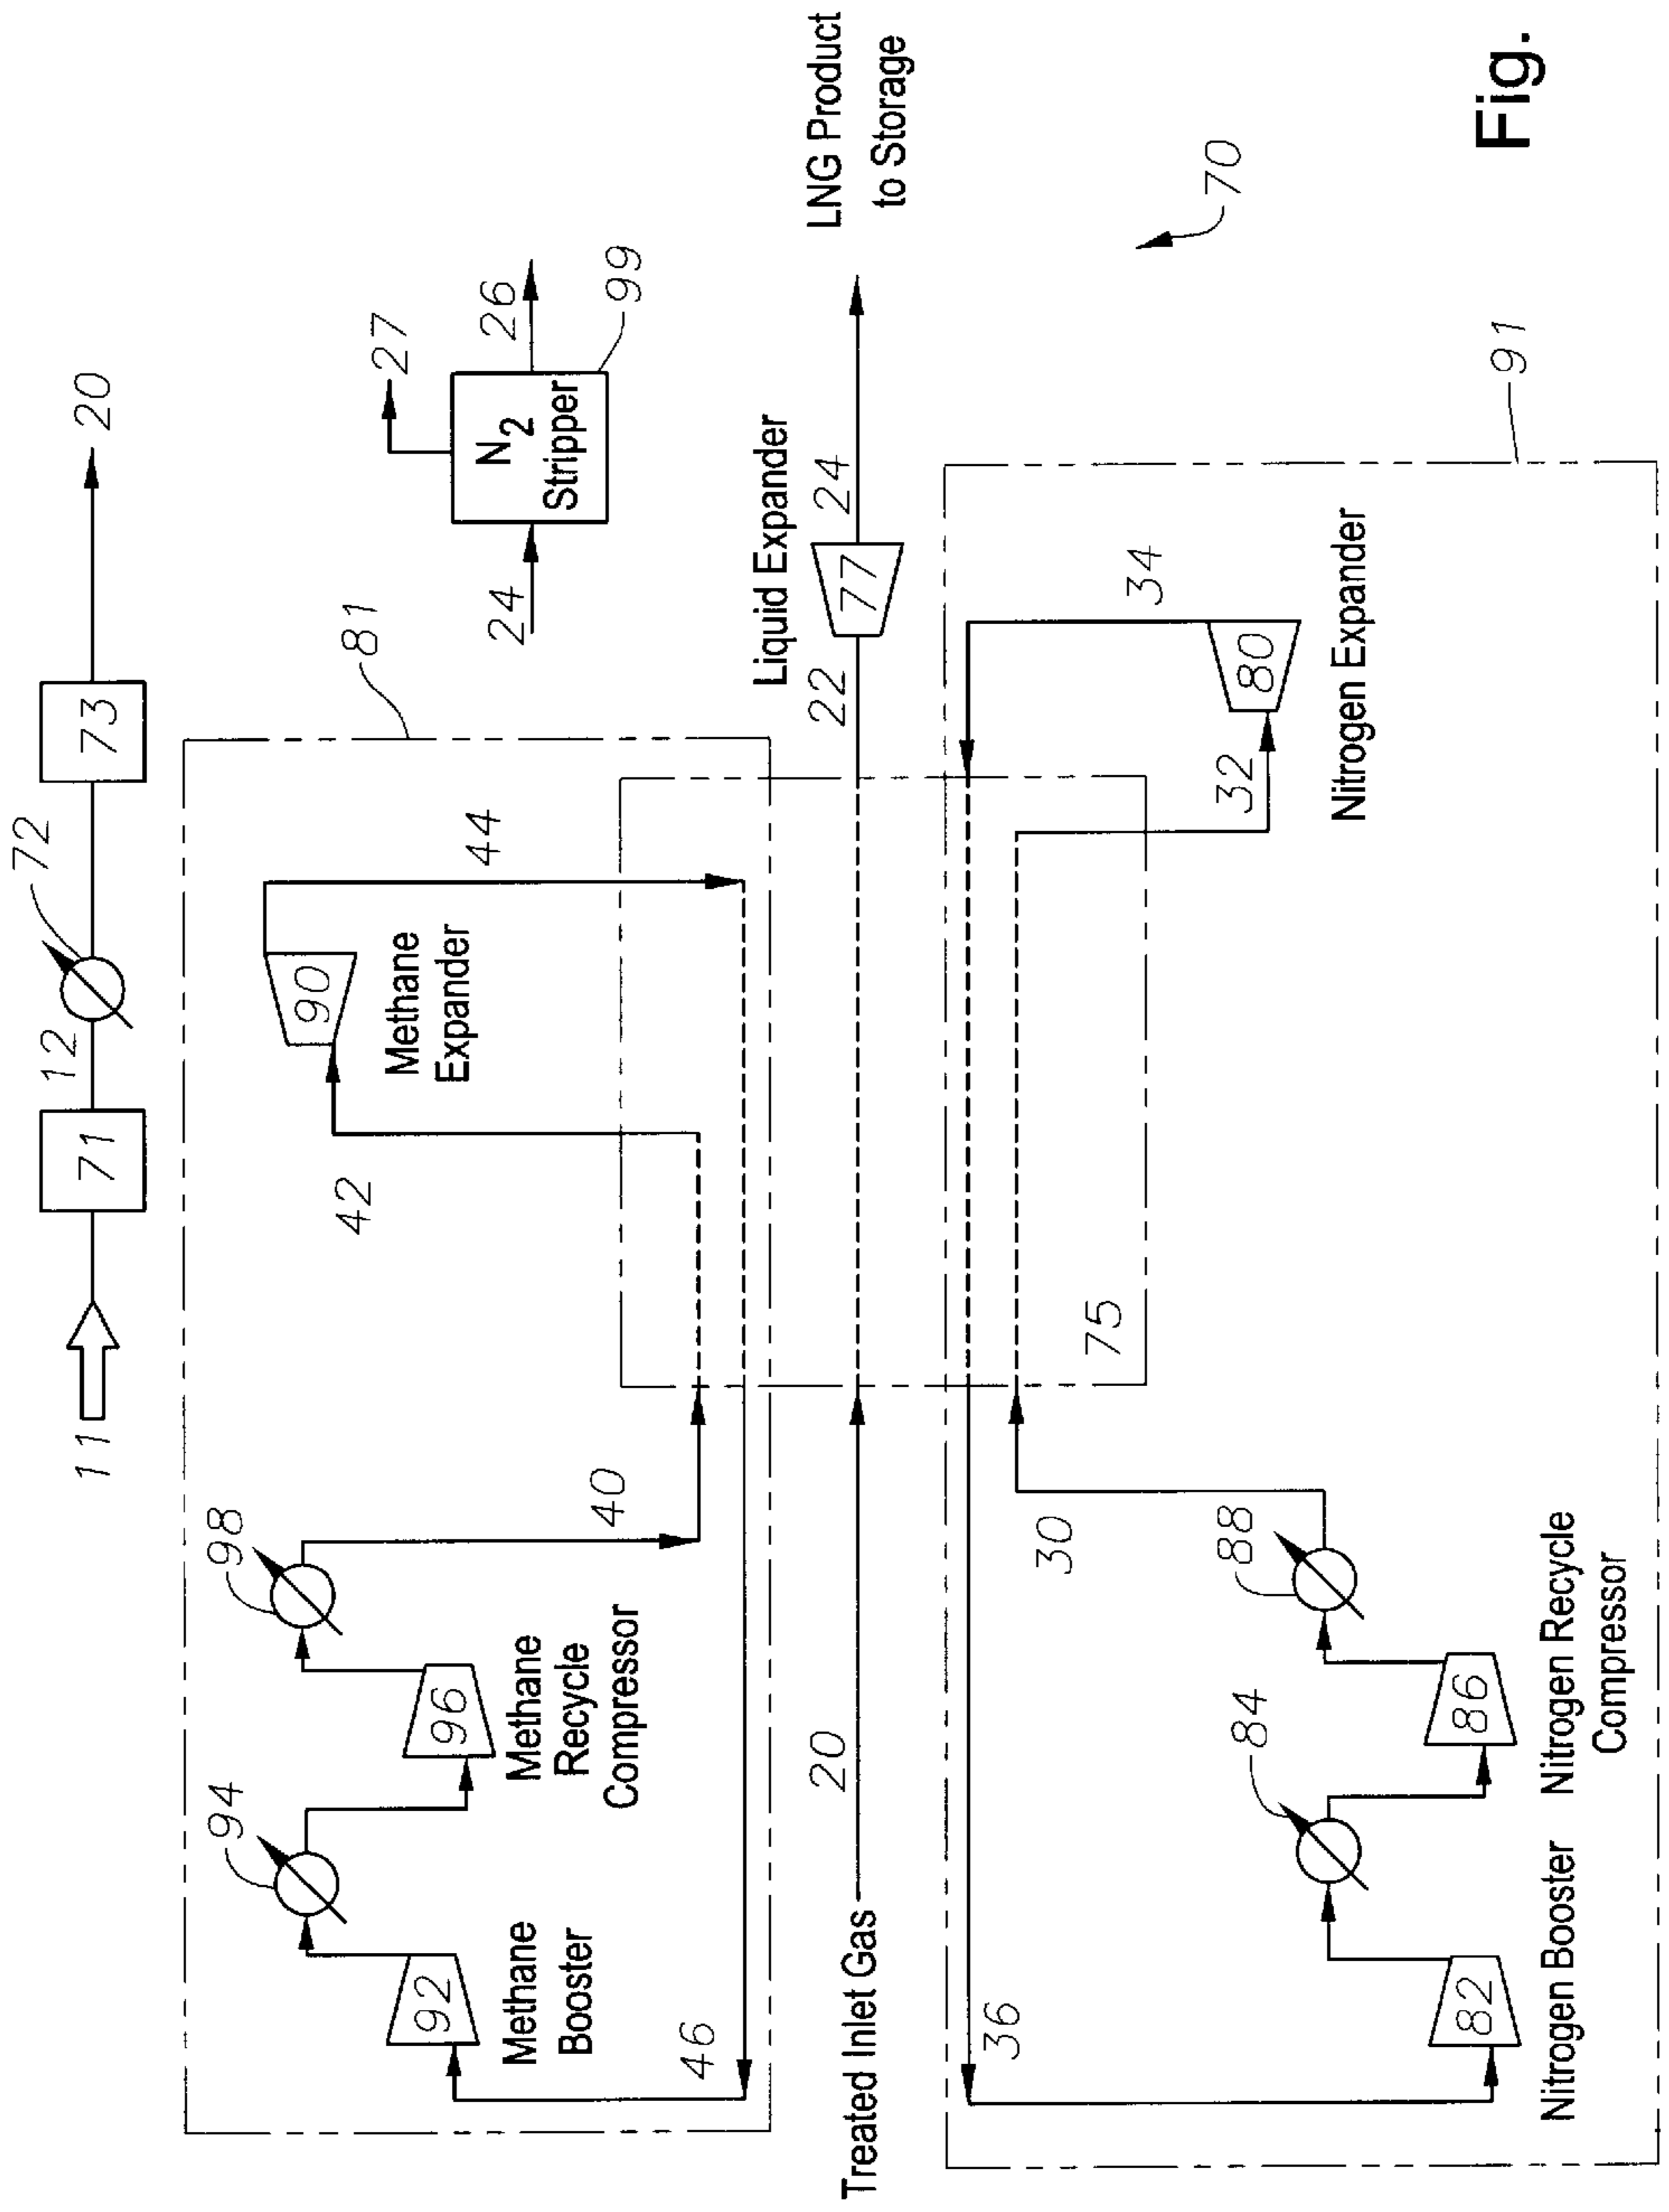 11
71
12
72
73
20
81
98
94
40
42
90
44
Methane
Expander
92
96
Methane
Booster
Methane
Recycle
Compressor
46
24
N2
Stripper
27
26
99
Treated Inlet Gas
20
75
22
Liquid Expander
77
24
LNG Product
to Storage
36
30
84
88
82
86
Nitrogen Booster
Nitrogen Recycle
Compressor
32
80
34
Nitrogen Expander
91
70
Fig.